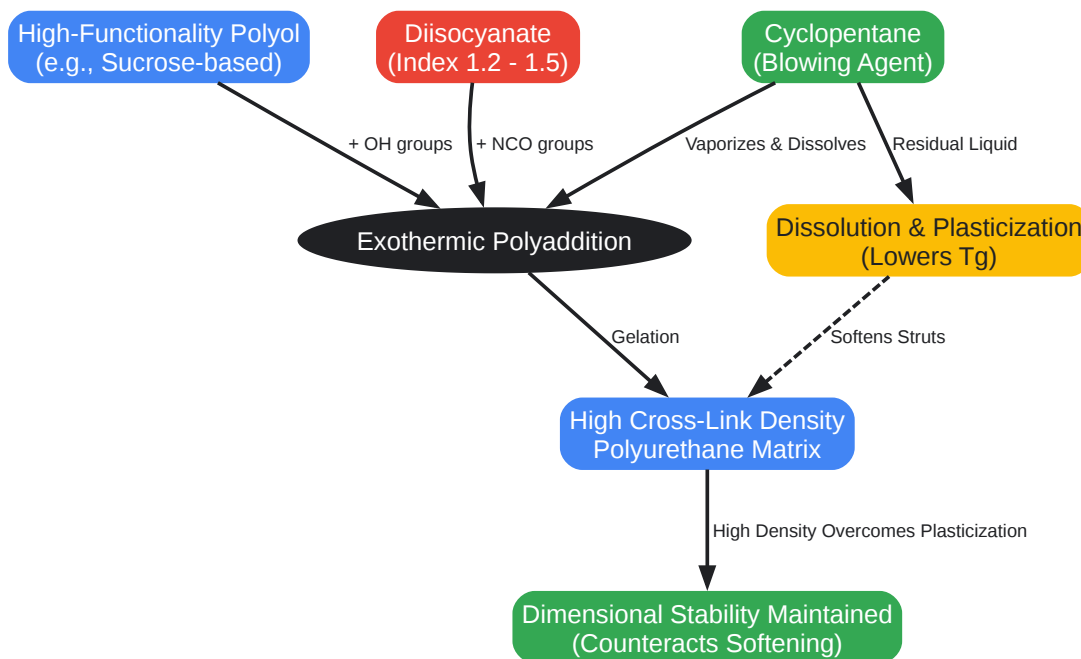 High-Functionality Polyol
(e.g., Sucrose-based)
Diisocyanate
(Index 1.2 - 1.5)
Cyclopentane
(Blowing Agent)
+ OH groups
+ NCO groups
Vaporizes & Dissolves
Residual Liquid
Exothermic Polyaddition
Dissolution & Plasticization
(Lowers Tg)
Gelation
Softens Struts
High Cross-Link Density
Polyurethane Matrix
High Density Overcomes Plasticization
Dimensional Stability Maintained
(Counteracts Softening)